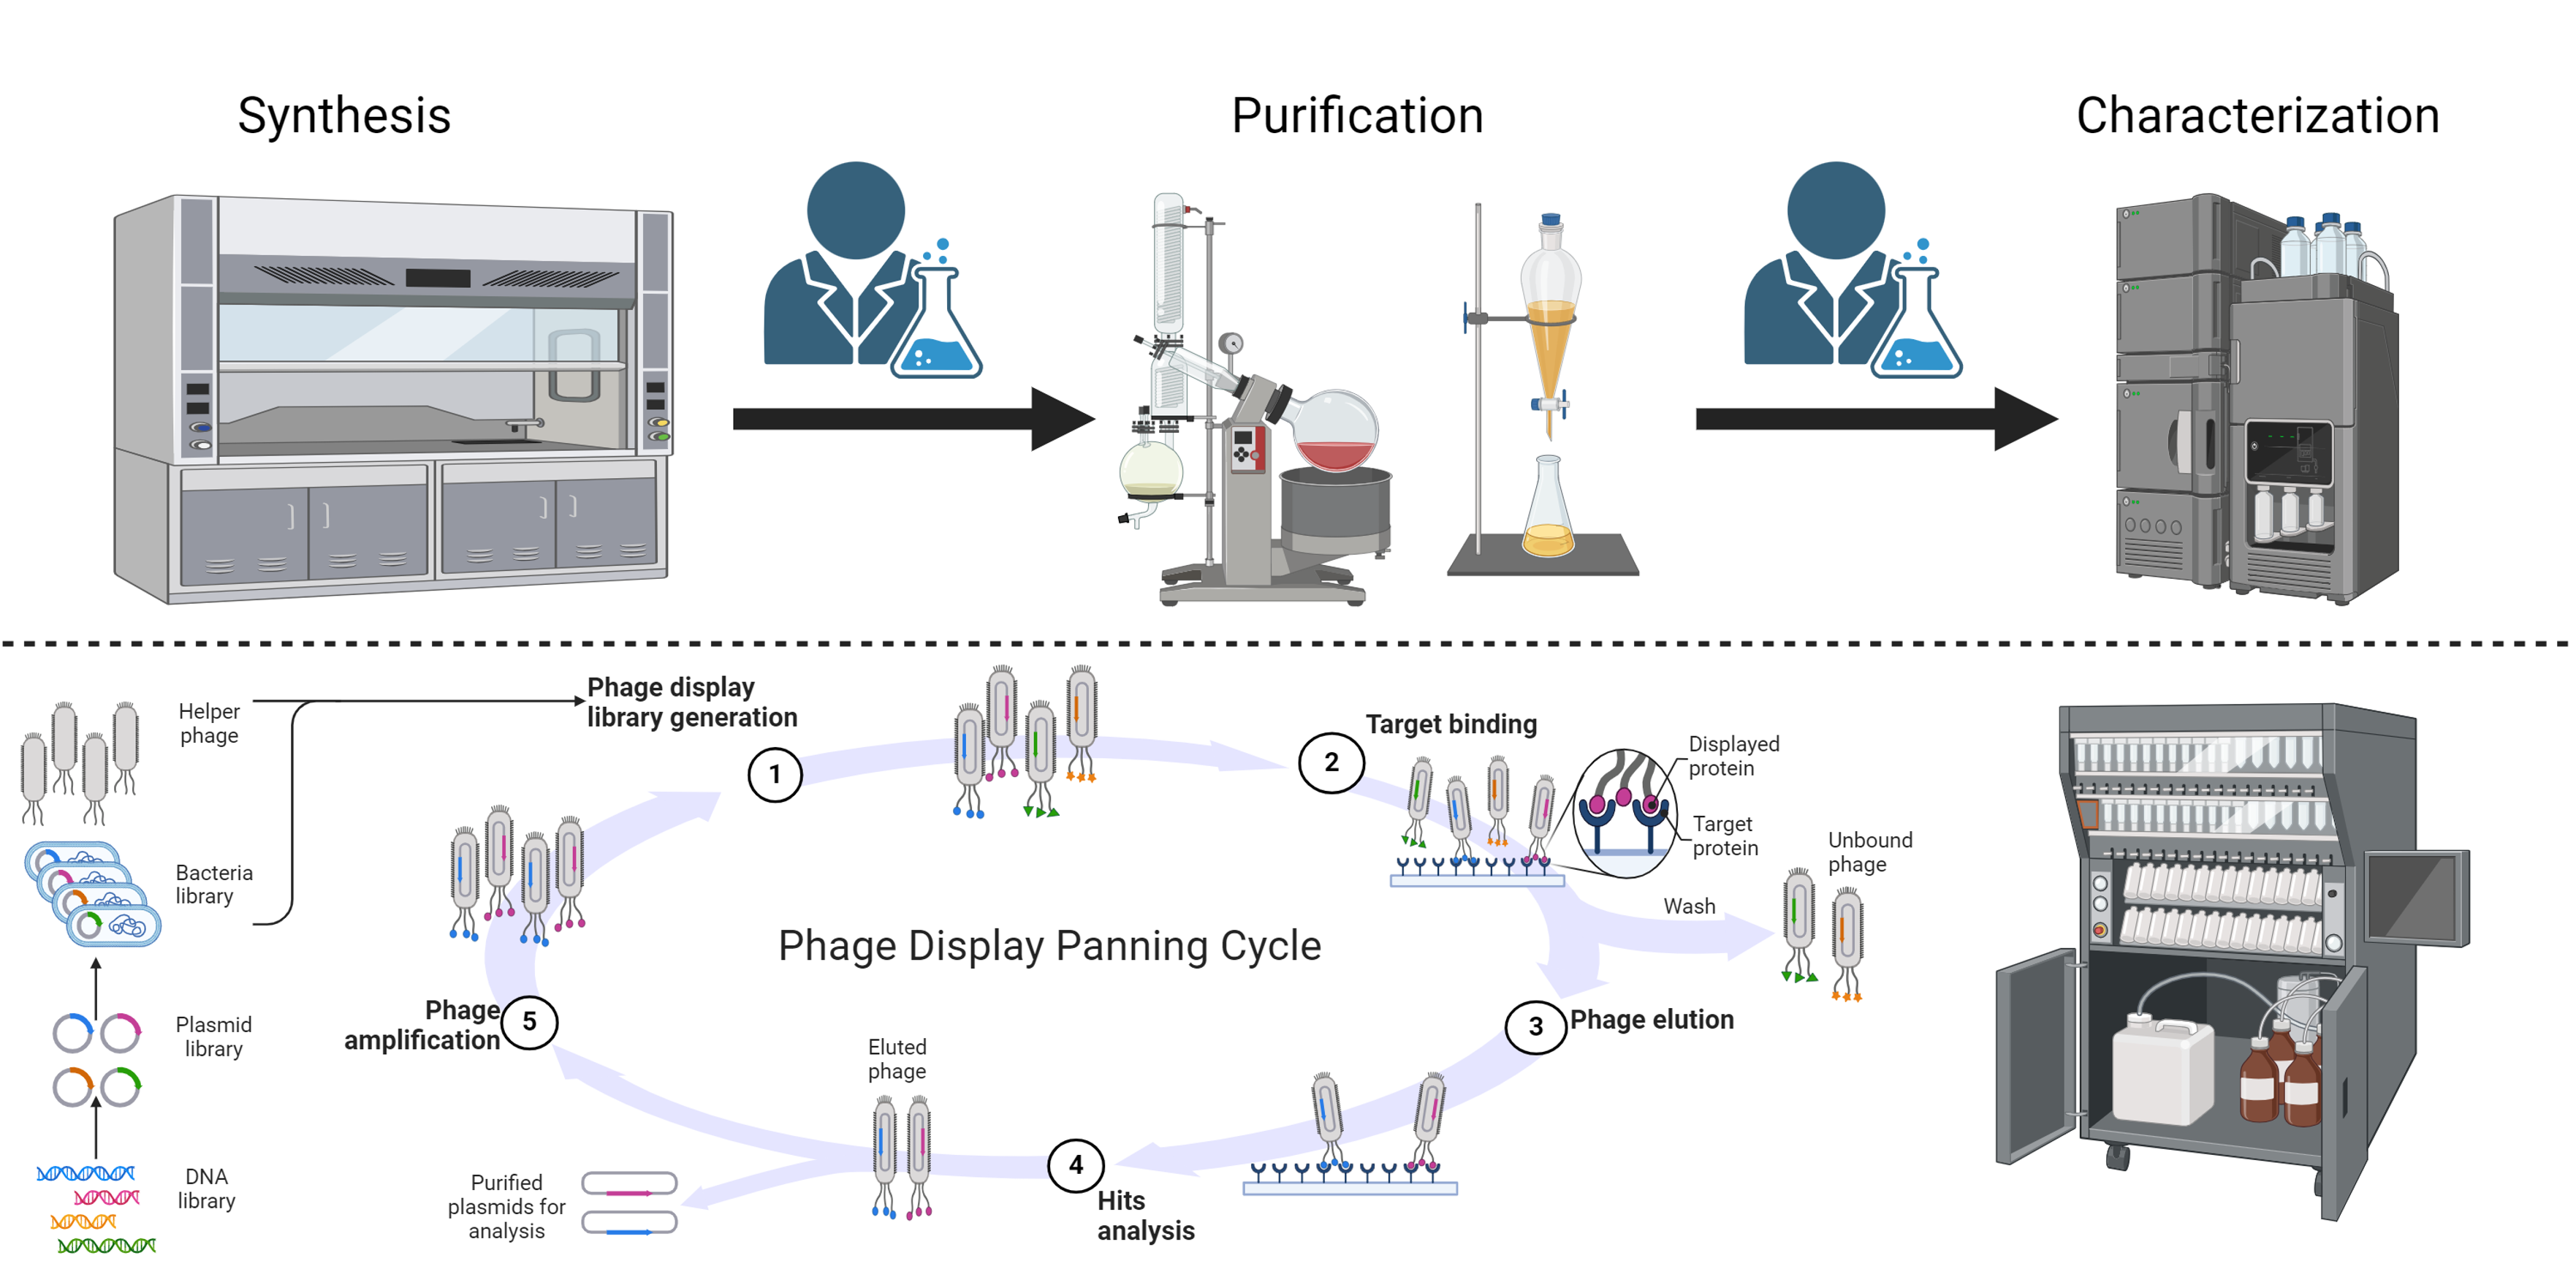 Synthesis
Purification
Characterization
Helper
phage
Phage display
library generation
1
2
Target binding
Displayed
protein
Target
protein
Unbound
phage
Wash
Bacteria
library
Phage Display Panning Cycle
Plasmid
library
Phage
amplification
5
3
Phage elution
Eluted
phage
4
Hits
analysis
DNA
library
Purified
plasmids for
analysis